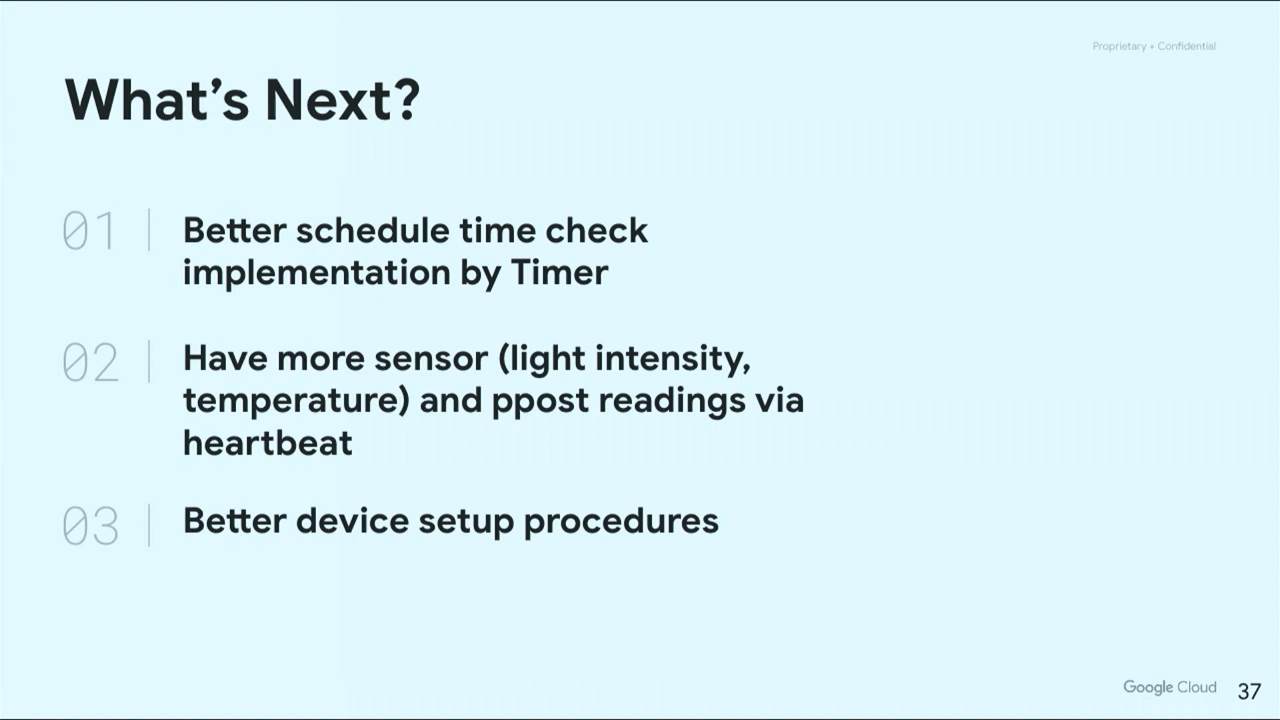 Proprietary + Confidential
What's Next?
01
Better schedule time check
implementation by Timer
02
Have more sensor (light intensity,
temperature) and ppost readings via
heartbeat
03
Better device setup procedures
Google Cloud
37